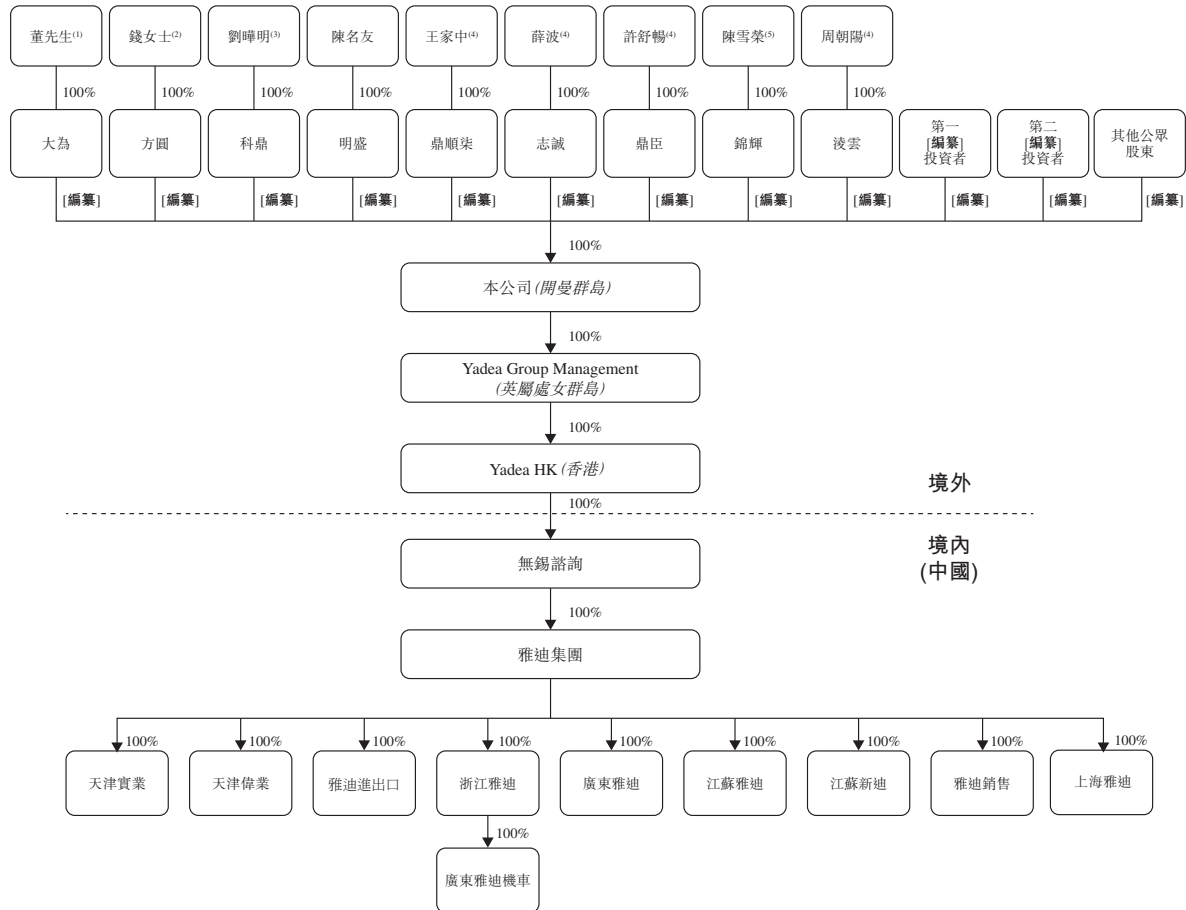 董先生(1) 錢女士(2) 劉曄明(3) 陳名友 王家中(4) 薛波(4) 許舒暢(4) 陳雪榮(5) 周朝陽(4)
100% 100% 100% 100% 100% 100% 100% 100% 100%
大為 方圓 科鼎 明盛 鼎順柒 志誠 鼎臣 錦輝 淩雲
第一
[編纂]
投資者
第二
[編纂]
投資者
其他公眾
股東
[編纂] [編纂] [編纂] [編纂] [編纂] [編纂] [編纂] [編纂] [編纂] [編纂] [編纂] [編纂]
100%
本公司(開曼群島)
100%
Yadea Group Management
(英屬處女群島)
100%
Yadea HK (香港)
境外
100%
境內
(中國)
無錫諮詢
100%
雅迪集團
100% 100% 100% 100% 100% 100% 100% 100% 100%
天津實業 天津偉業 雅迪進出口 浙江雅迪 廣東雅迪 江蘇雅迪 江蘇新迪 雅迪銷售 上海雅迪
100%
廣東雅迪機車